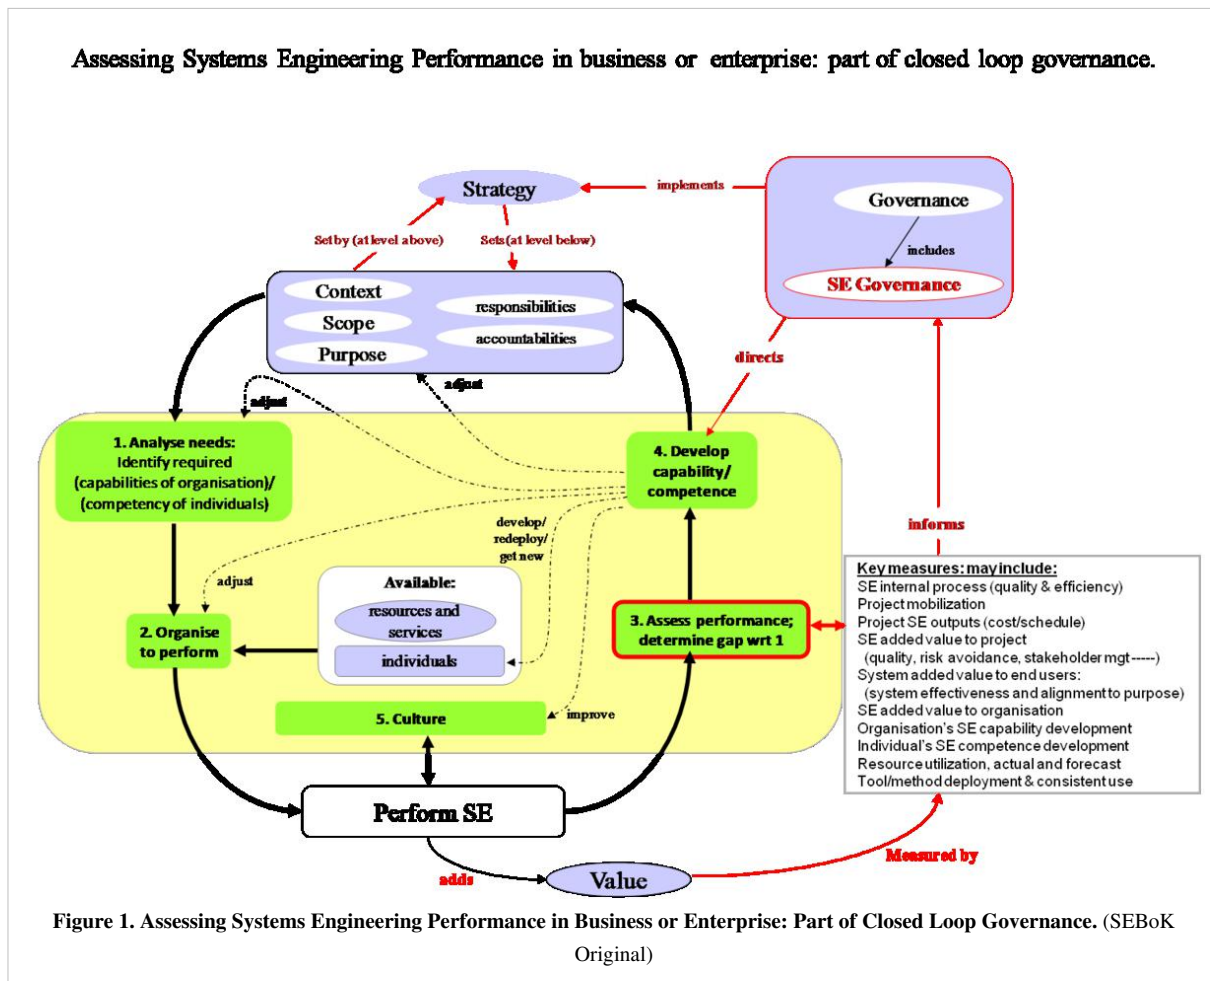 Assessing Systems Engineering Performance in business or enterprise: part of closed loop governance.
Strategy
implements
Governance
includes
SE Governance
Set by (at level above)
Sets (at level below)
Context
Scope
Purpose
responsibilities
accountabilities
directs
adjust
adjust
1. Analyse needs:
Identify required
(capabilities of organisation)/
(competency of individuals)
4. Develop
capability/
competence
develop/
redeploy/
get new
informs
adjust
Available:
resources and
services
individuals
2. Organise
to perform
3. Assess performance;
determine gap wrt 1
Key measures: may include:
SE internal process (quality & efficiency)
Project mobilization
Project SE outputs (cost/schedule)
SE added value to project
(quality, risk avoidance, stakeholder mgt-----)
System added value to end users:
(system effectiveness and alignment to purpose)
SE added value to organisation
Organisation's SE capability development
Individual's SE competence development
Resource utilization, actual and forecast
Tool/method deployment & consistent use
5. Culture
improve
Perform SE
adds
Value
Measured by
Figure 1. Assessing Systems Engineering Performance in Business or Enterprise: Part of Closed Loop Governance. (SEBoK
Original)